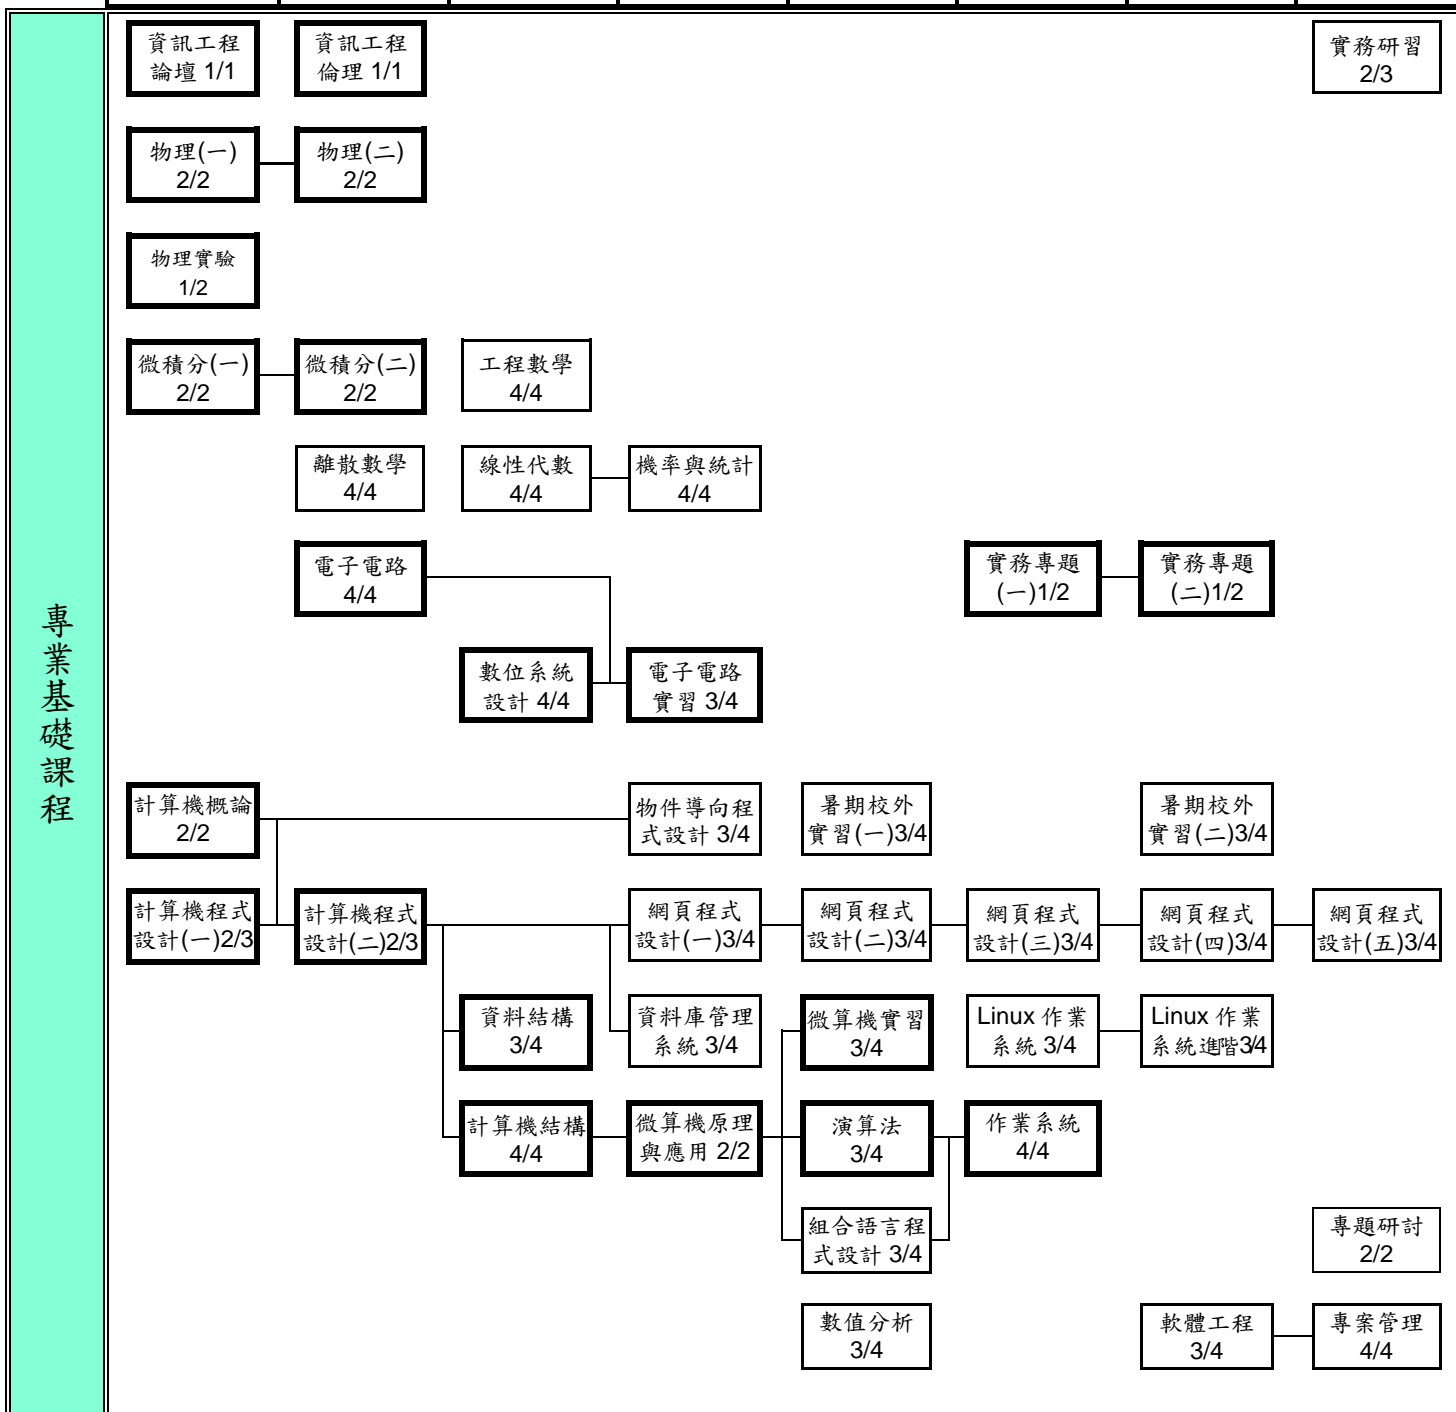 專業基礎課程
資訊工程
論壇 1/1
資訊工程
倫理 1/1
實務研習
2/3
物理(一)
2/2
物理(二)
2/2
物理實驗
1/2
微積分(一)
2/2
微積分(二)
2/2
工程數學
4/4
離散數學
4/4
線性代數
4/4
機率與統計
4/4
電子電路
4/4
實務專題
(一)1/2
實務專題
(二)1/2
數位系統
設計 4/4
電子電路
實習 3/4
計算機概論
2/2
物件導向程
式設計 3/4
暑期校外
實習(一)3/4
暑期校外
實習(二)3/4
計算機程式
設計(一)2/3
計算機程式
設計(二)2/3
網頁程式
設計(一)3/4
網頁程式
設計(二)3/4
網頁程式
設計(三)3/4
網頁程式
設計(四)3/4
網頁程式
設計(五)3/4
資料結構
3/4
資料庫管理
系統 3/4
微算機實習
3/4
Linux 作業
系統 3/4
Linux 作業
系統進階3/4
計算機結構
4/4
微算機原理
與應用 2/2
演算法
3/4
作業系統
4/4
組合語言程
式設計 3/4
專題研討
2/2
數值分析
3/4
軟體工程
3/4
專案管理
4/4